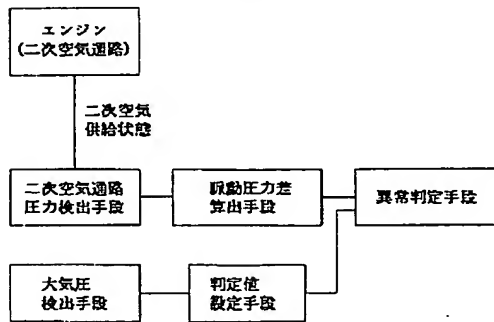 エンジン
(二次空気通路)
二次空気
供給状態
二次空気通路
圧力検出手段
脈動圧力差
算出手段
異常判定手段
大気圧
検出手段
判定値
設定手段